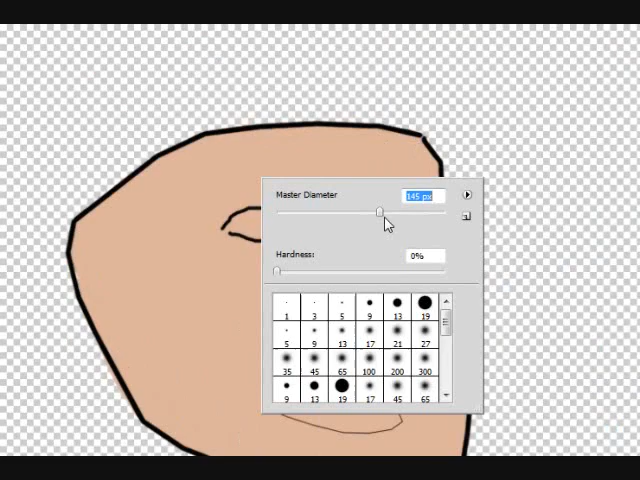 Master Diameter 145 px
Hardness: 0%
1 3 5 9 13 19
5 9 13 17 21 27
35 45 65 100 200 300
9 13 19 17 45 65